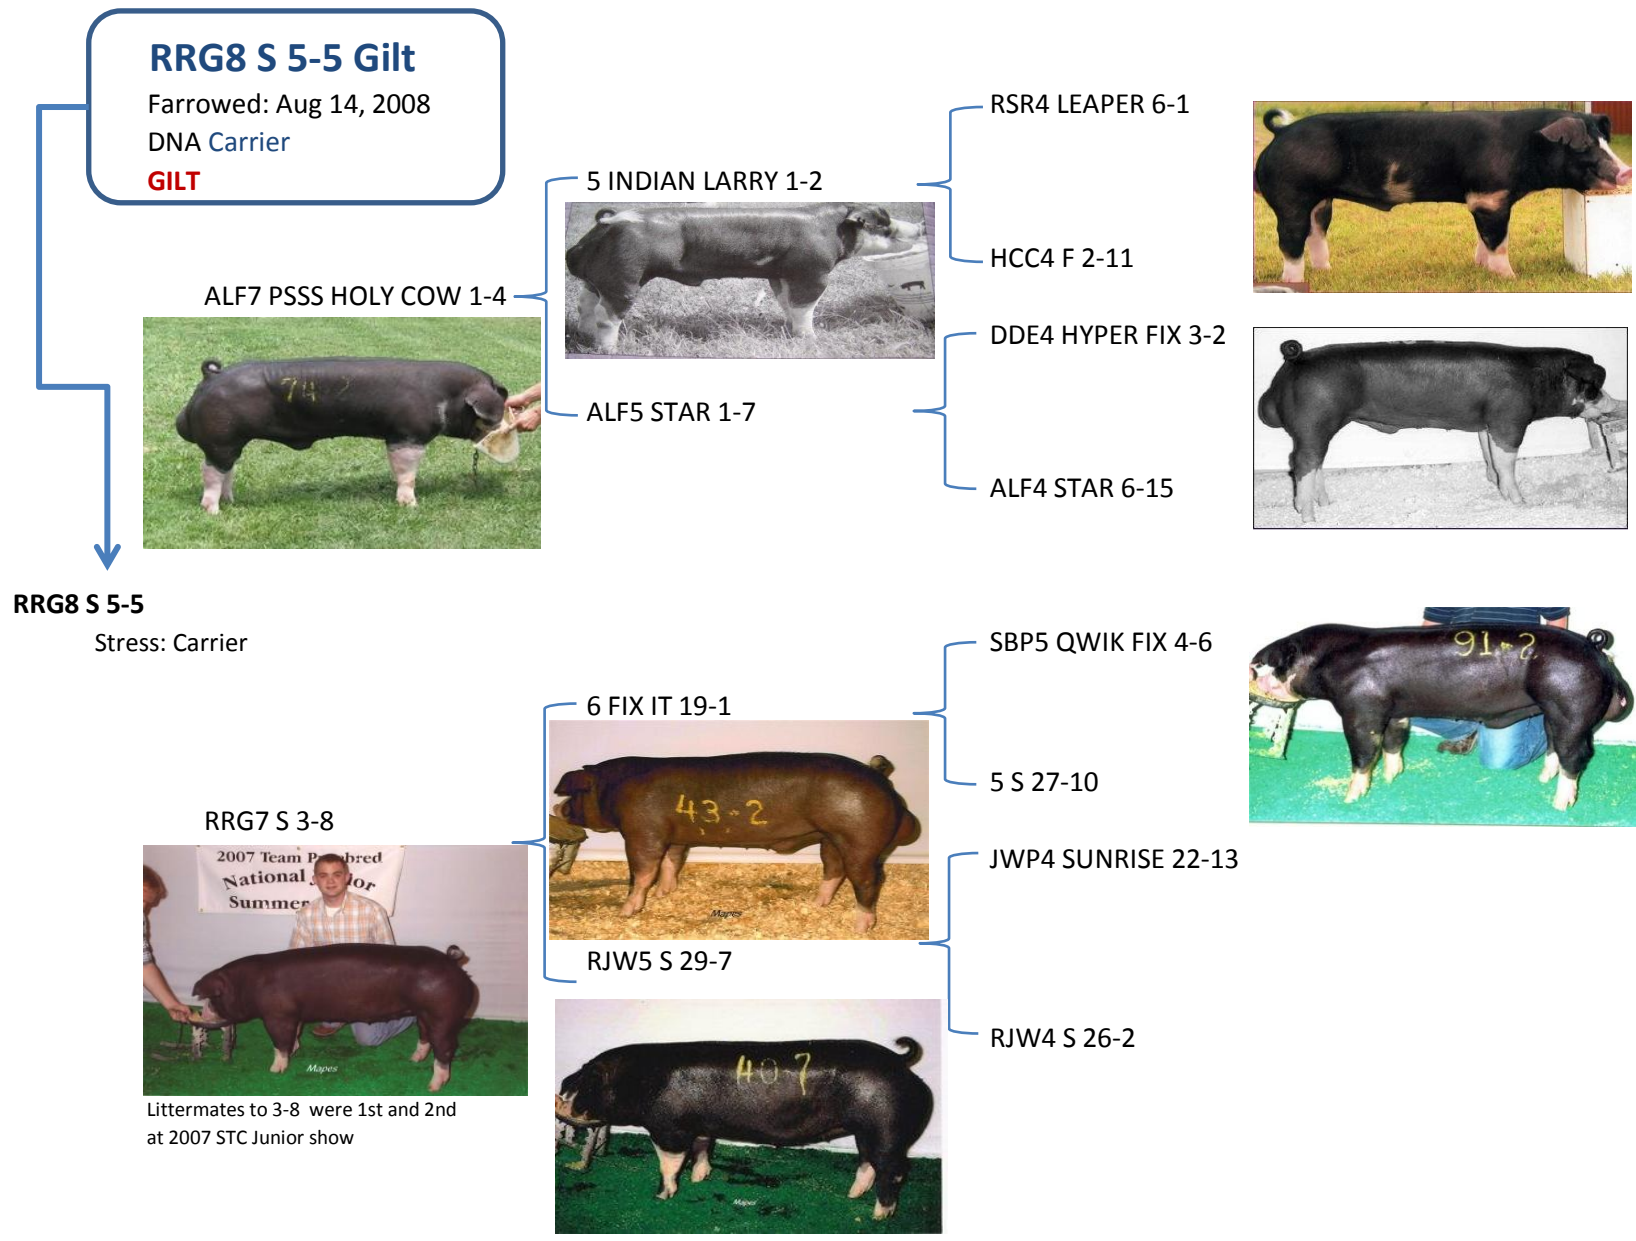 RRG8 S 5-5 Gilt
Farrowed: Aug 14, 2008
DNA Carrier
GILT
RSR4 LEAPER 6-1
5 INDIAN LARRY 1-2
HCC4 F 2-11
ALF7 PSSS HOLY COW 1-4
DDE4 HYPER FIX 3-2
74
ALF5 STAR 1-7
ALF4 STAR 6-15
RRG8 S 5-5
Stress: Carrier
SBP5 QWIK FIX 4-6
91-2
6 FIX IT 19-1
5 S 27-10
43-2
RRG7 S 3-8
2007 Team
National
Summer
JWP4 SUNRISE 22-13
Mapes
RJW5 S 29-7
RJW4 S 26-2
Mapes
40-7
Littermates to 3-8 were 1st and 2nd
at 2007 STC Junior show
Mapes